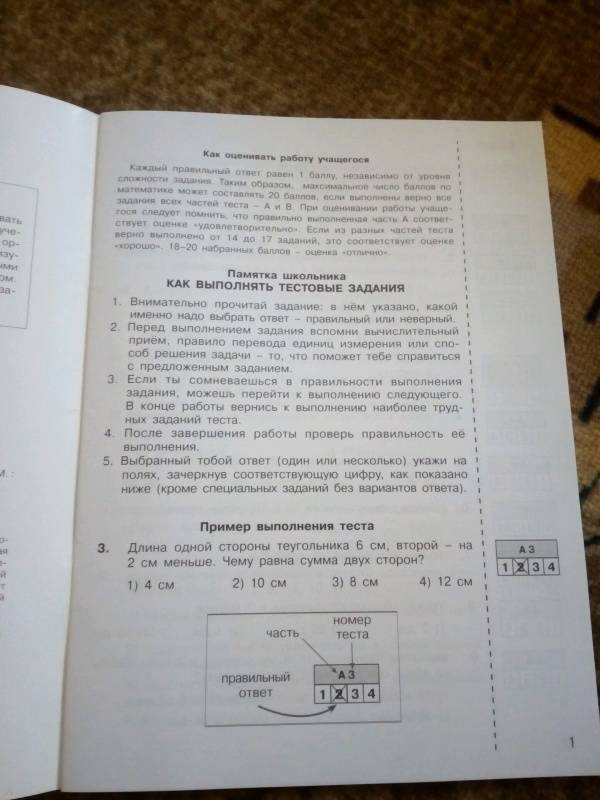 вать
уче-
ор-
изу-
ыми
ом.
за-
М. :
о-
ая
и-
й
т
й
Как оценивать работу учащегося
Каждый правильный ответ равен 1 баллу, независимо от уровня
сложности задания. Таким образом, максимальное число баллов по
математике может составлять 20 баллов, если выполнены верно все
задания всех частей теста – А и В. При оценивании работы учаще-
гося следует помнить, что правильно выполненная часть А соответ-
ствует оценке «удовлетворительно». Если из разных частей теста
верно выполнено от 14 до 17 заданий, это соответствует оценке
«хорошо». 18–20 набранных баллов – оценка «отлично».
Памятка школьника
КАК ВЫПОЛНЯТЬ ТЕСТОВЫЕ ЗАДАНИЯ
1. Внимательно прочитай задание: в нём указано, какой
именно надо выбрать ответ – правильный или неверный.
2. Перед выполнением задания вспомни вычислительный
приём, правило перевода единиц измерения или спо-
соб решения задачи – то, что поможет тебе справиться
с предложенным заданием.
3. Если ты сомневаешься в правильности выполнения
задания, можешь перейти к выполнению следующего.
В конце работы вернись к выполнению наиболее труд-
ных заданий теста.
4. После завершения работы проверь правильность её
выполнения.
5. Выбранный тобой ответ (один или несколько) укажи на
полях, зачеркнув соответствующую цифру, как показано
ниже (кроме специальных заданий без вариантов ответа).
Пример выполнения теста
3. Длина одной стороны теугольника 6 см, второй – на
2 см меньше. Чему равна сумма двух сторон?
1) 4 см 2) 10 см 3) 8 см 4) 12 см
А 3
1 2 3 4
номер
часть теста
правильный
ответ
А 3
1 2 3 4
1